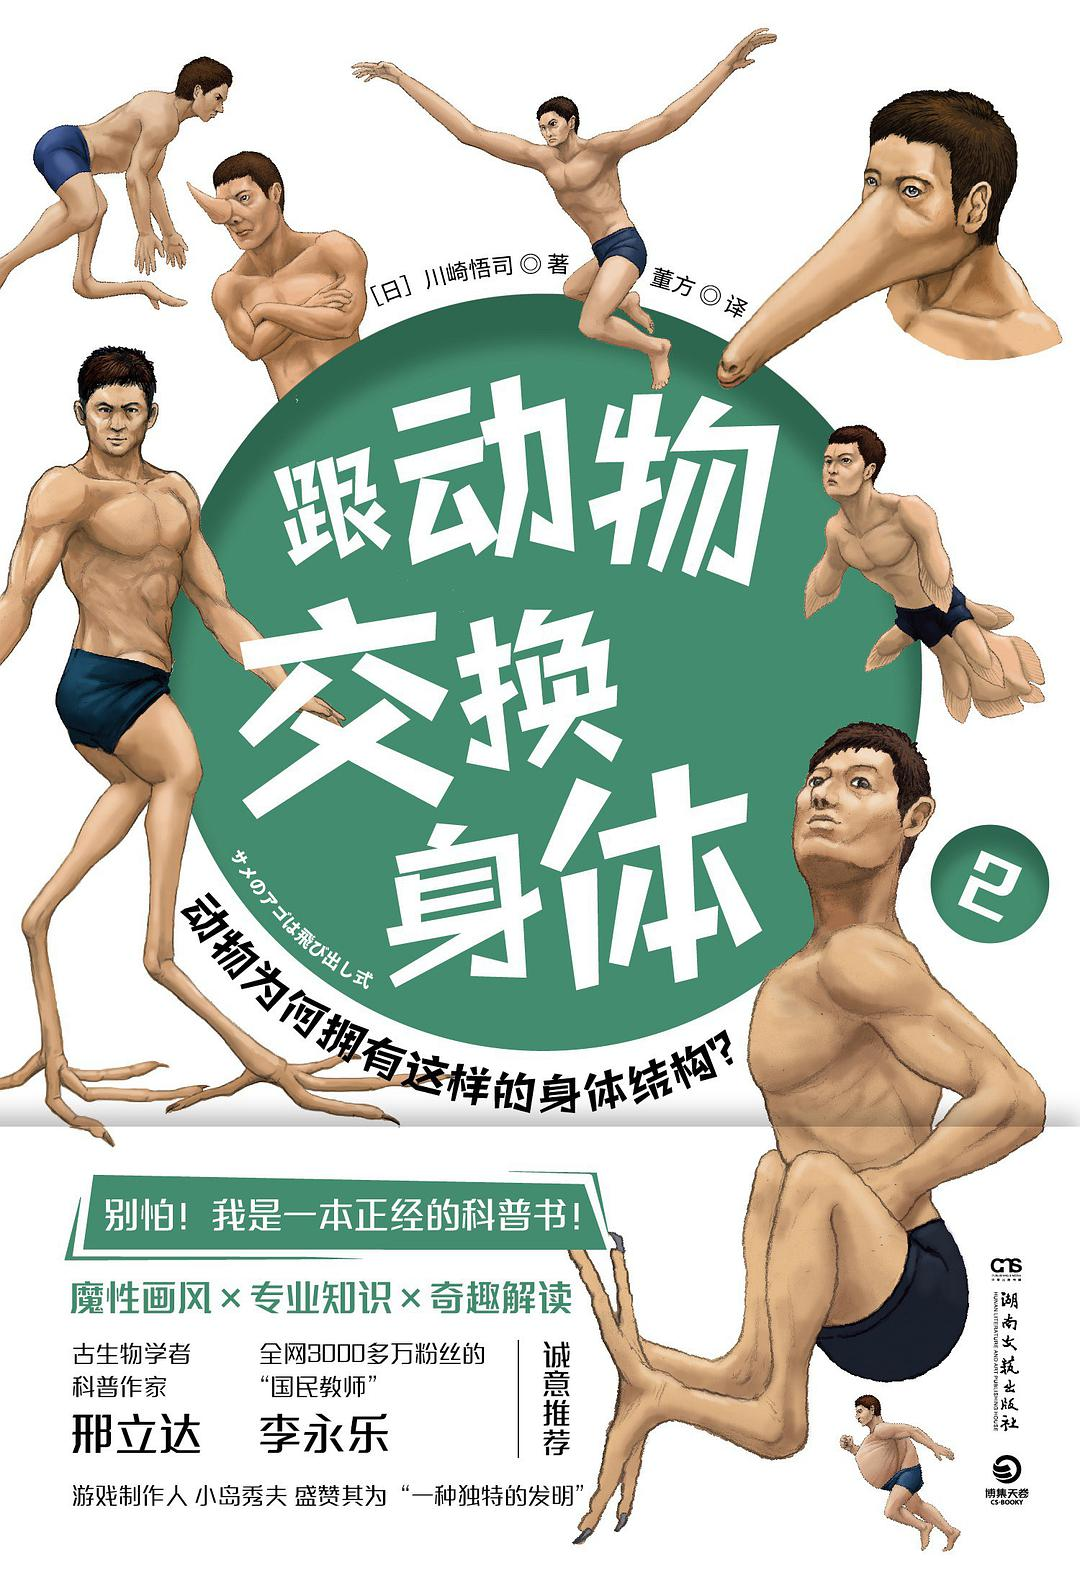 ［日］川崎悟司◎著
董方◎译
跟动物
交换
身体
2
サメのアゴは飛び出し式
动物为何拥有这样的身体结构？
别怕！我是一本正经的科普书！
魔性画风×专业知识×奇趣解读
古生物学者
科普作家
邢立达
全网3000多万粉丝的
“国民教师”
李永乐
诚意推荐
游戏制作人 小岛秀夫 盛赞其为“一种独特的发明”
湖南文艺出版社
HUNAN LITERATURE AND ART PUBLISHING HOUSE
博集天卷
CS-BOOKY